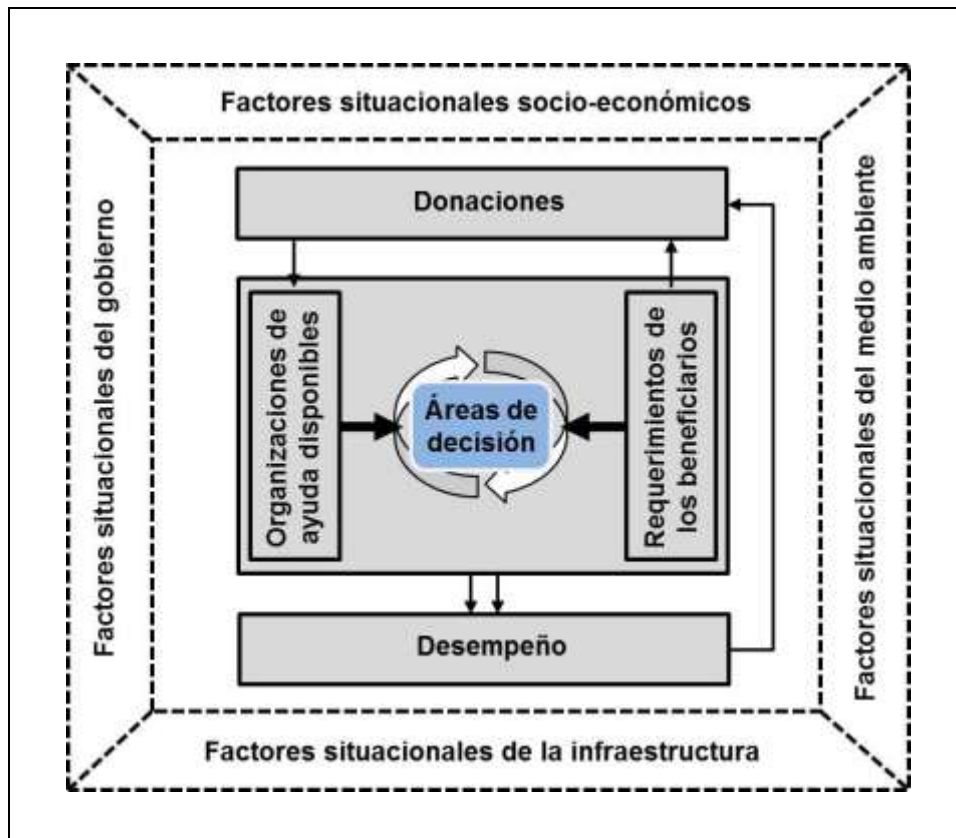 Factores situacionales socio-económicos
Factores situacionales del gobierno
Donaciones
Organizaciones de
ayuda disponibles
Áreas de
decisión
Requerimientos de
los beneficiarios
Desempeño
Factores situacionales del medio ambiente
Factores situacionales de la infraestructura